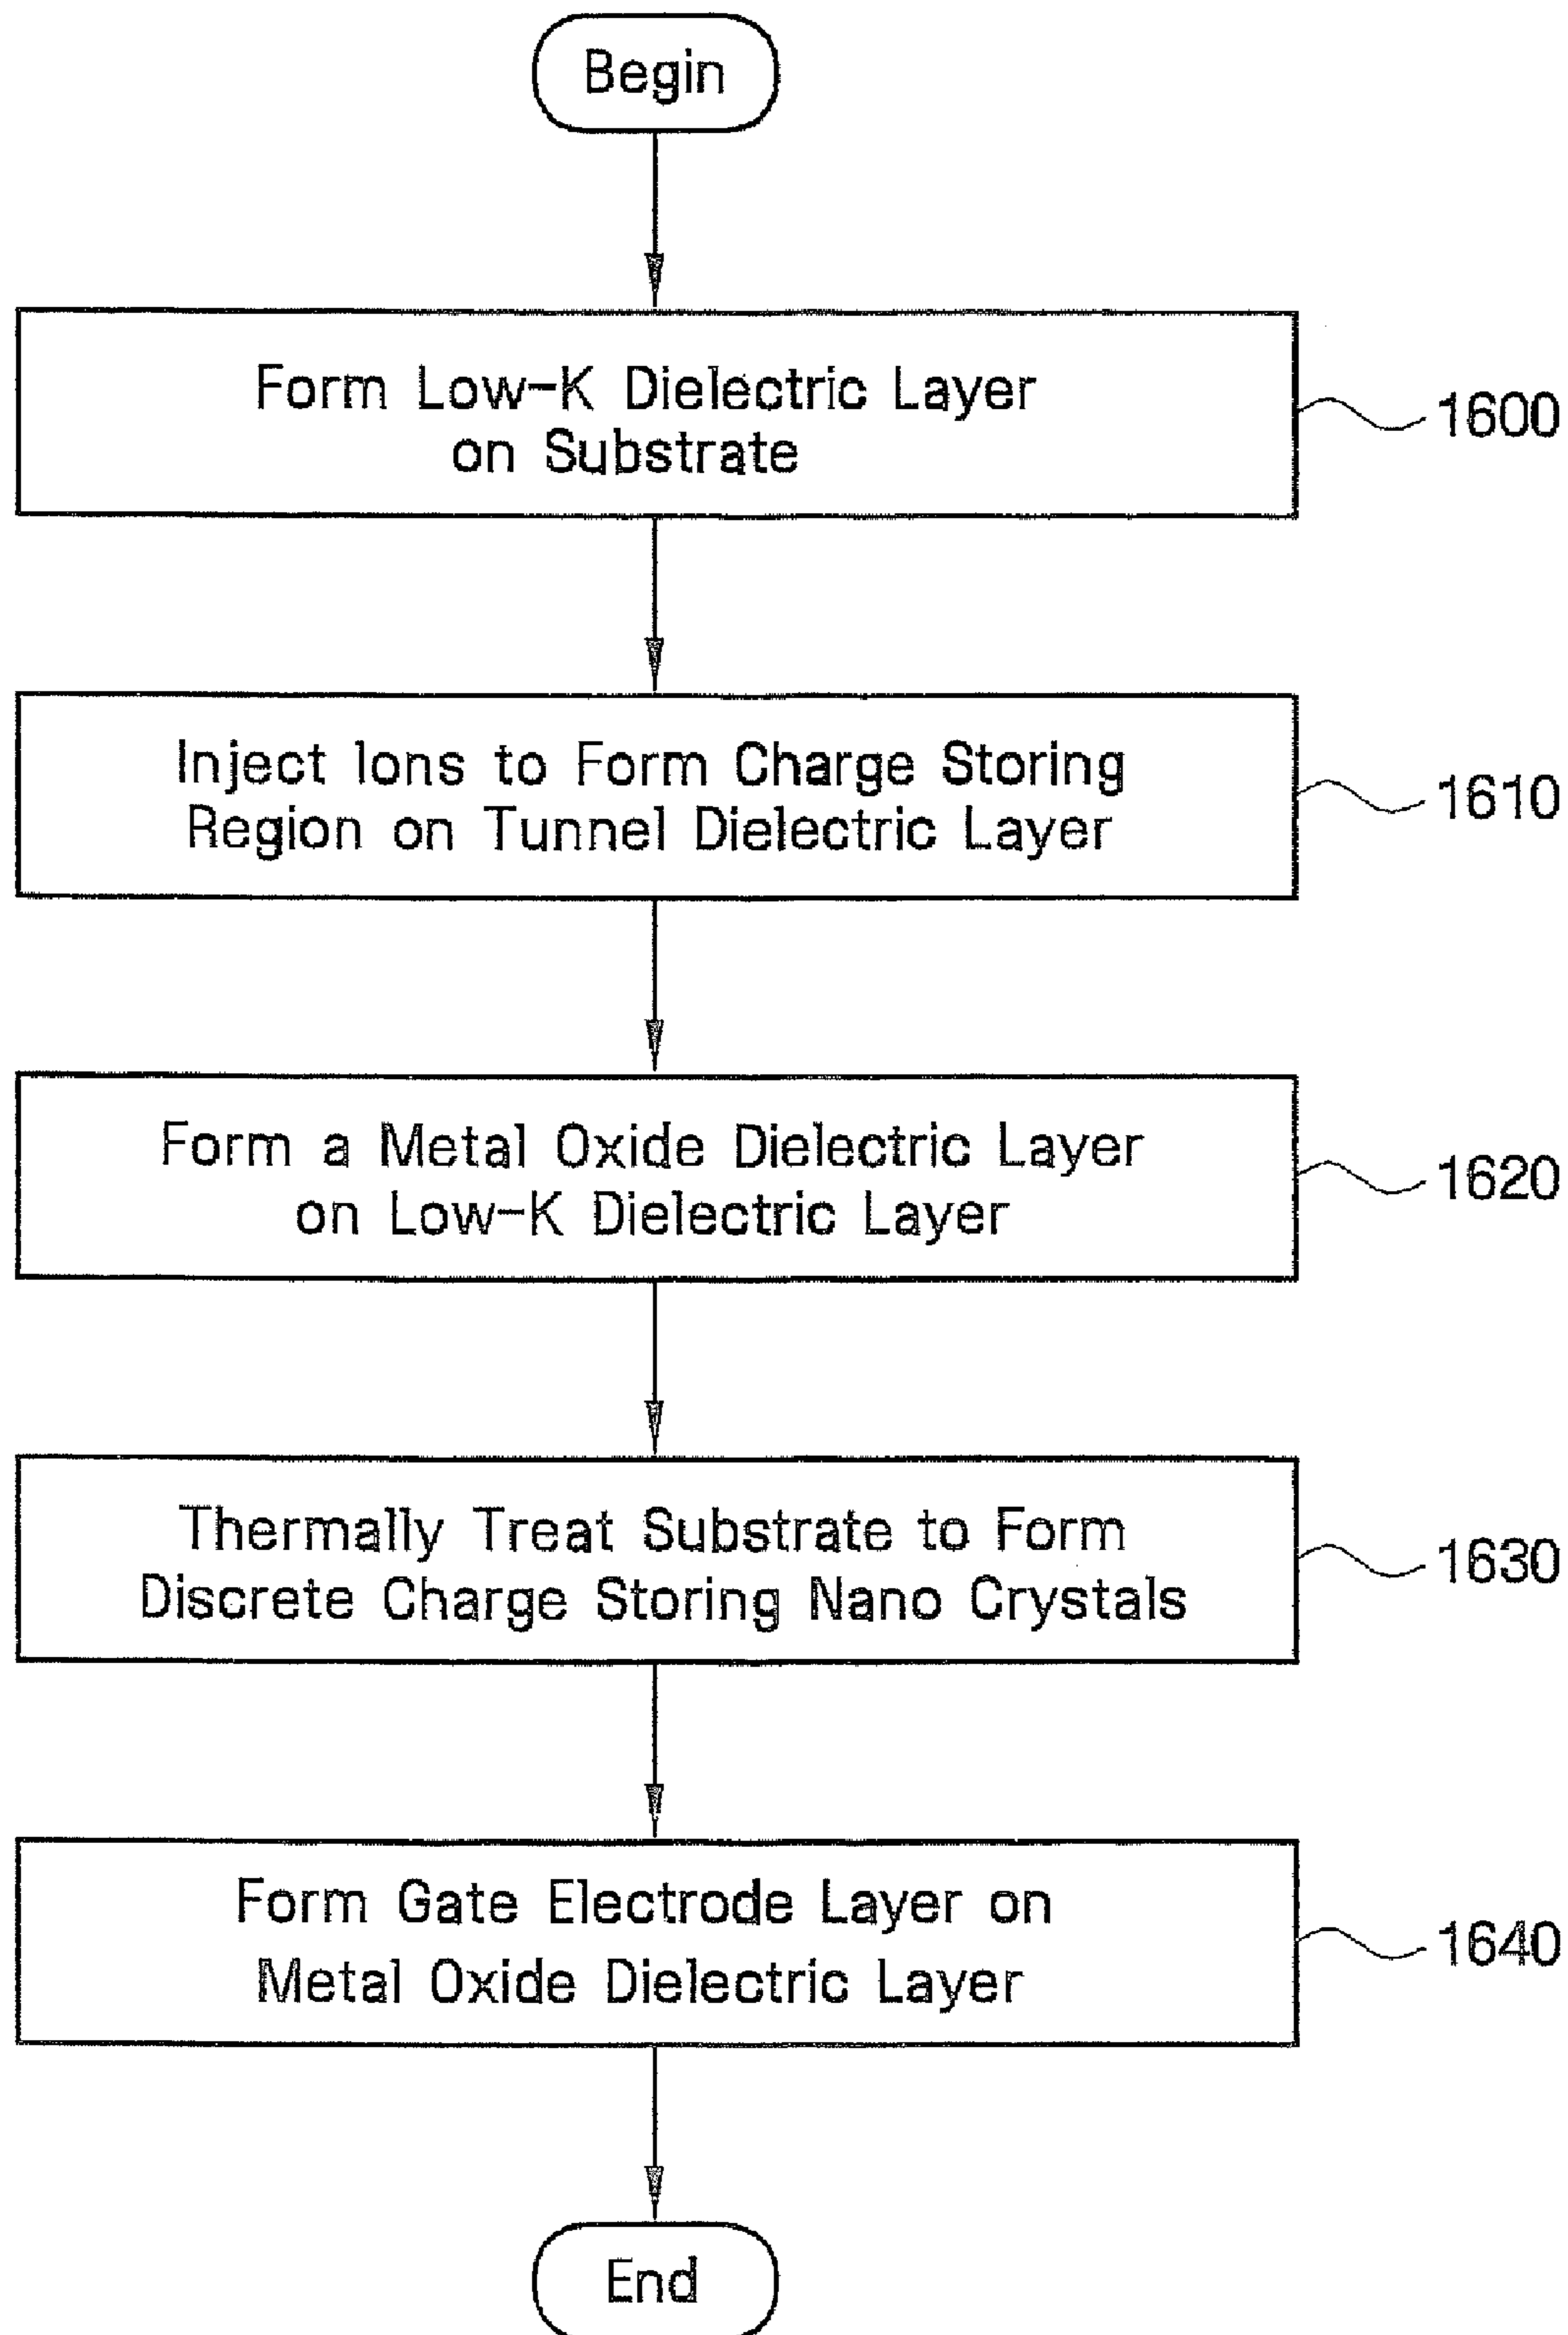 Begin
Form Low-K Dielectric Layer
on Substrate
1600
Inject Ions to Form Charge Storing
Region on Tunnel Dielectric Layer
1610
Form a Metal Oxide Dielectric Layer
on Low-K Dielectric Layer
1620
Thermally Treat Substrate to Form
Discrete Charge Storing Nano Crystals
1630
Form Gate Electrode Layer on
Metal Oxide Dielectric Layer
1640
End